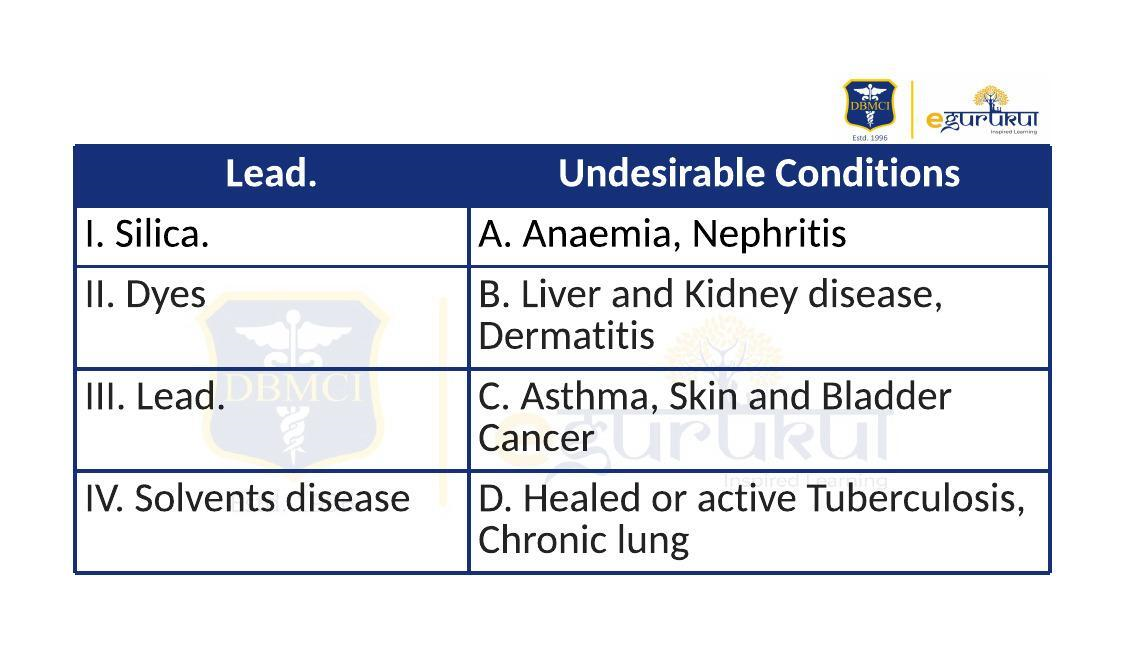 DBMCI
Estd. 1996
egurukul
Inspired Learning
Lead.
Undesirable Conditions
I. Silica.
A. Anaemia, Nephritis
II. Dyes
B. Liver and Kidney disease,
Dermatitis
III. Lead.
C. Asthma, Skin and Bladder
Cancer
IV. Solvents disease
D. Healed or active Tuberculosis,
Chronic lung
DBMCI
egurukul
Inspired Learning